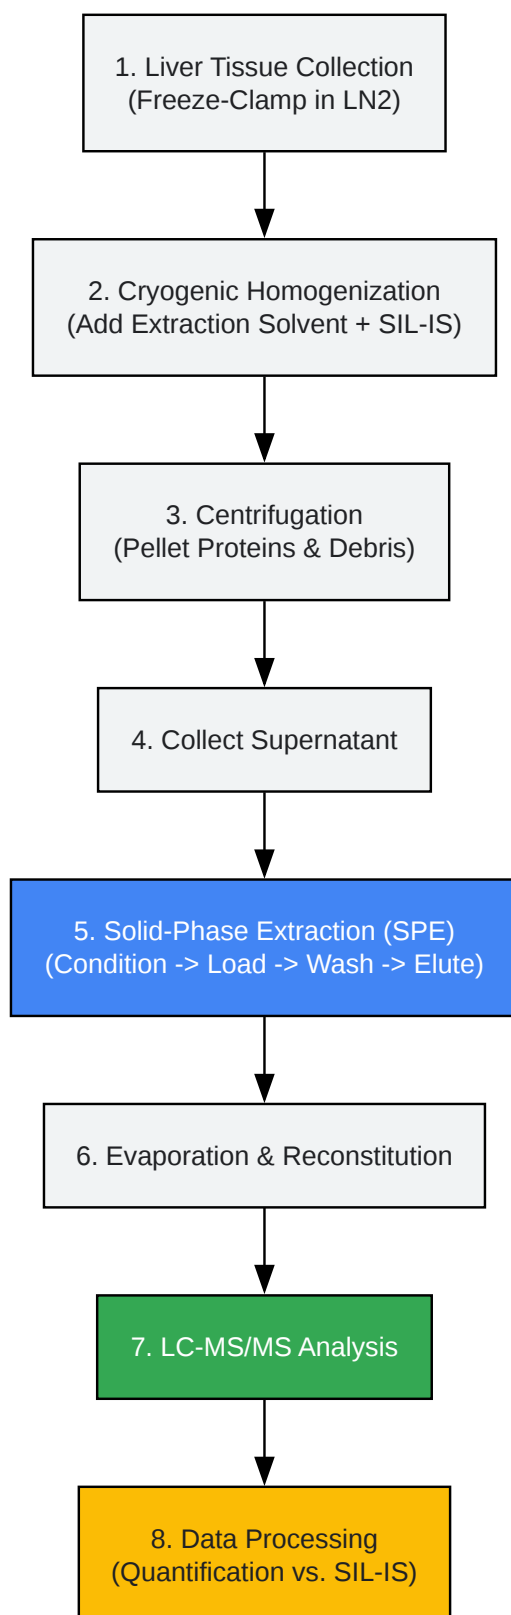 1. Liver Tissue Collection
(Freeze-Clamp in LN2)
2. Cryogenic Homogenization
(Add Extraction Solvent + SIL-IS)
3. Centrifugation
(Pellet Proteins & Debris)
4. Collect Supernatant
5. Solid-Phase Extraction (SPE)
(Condition -> Load -> Wash -> Elute)
6. Evaporation & Reconstitution
7. LC-MS/MS Analysis
8. Data Processing
(Quantification vs. SIL-IS)